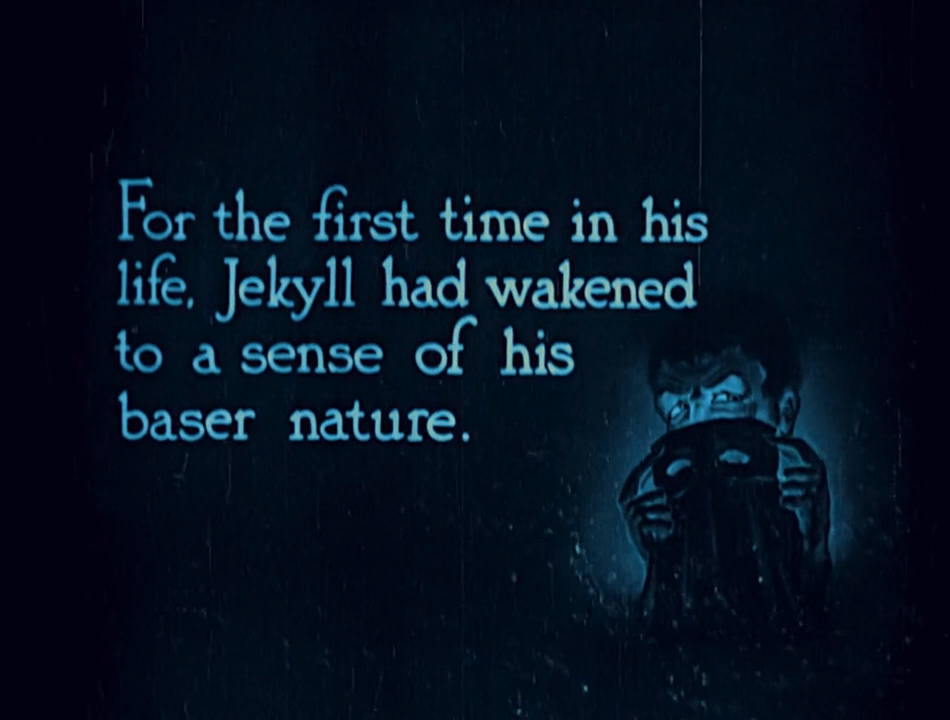 For the first time in his
life, Jekyll had wakened
to a sense of his
baser nature.